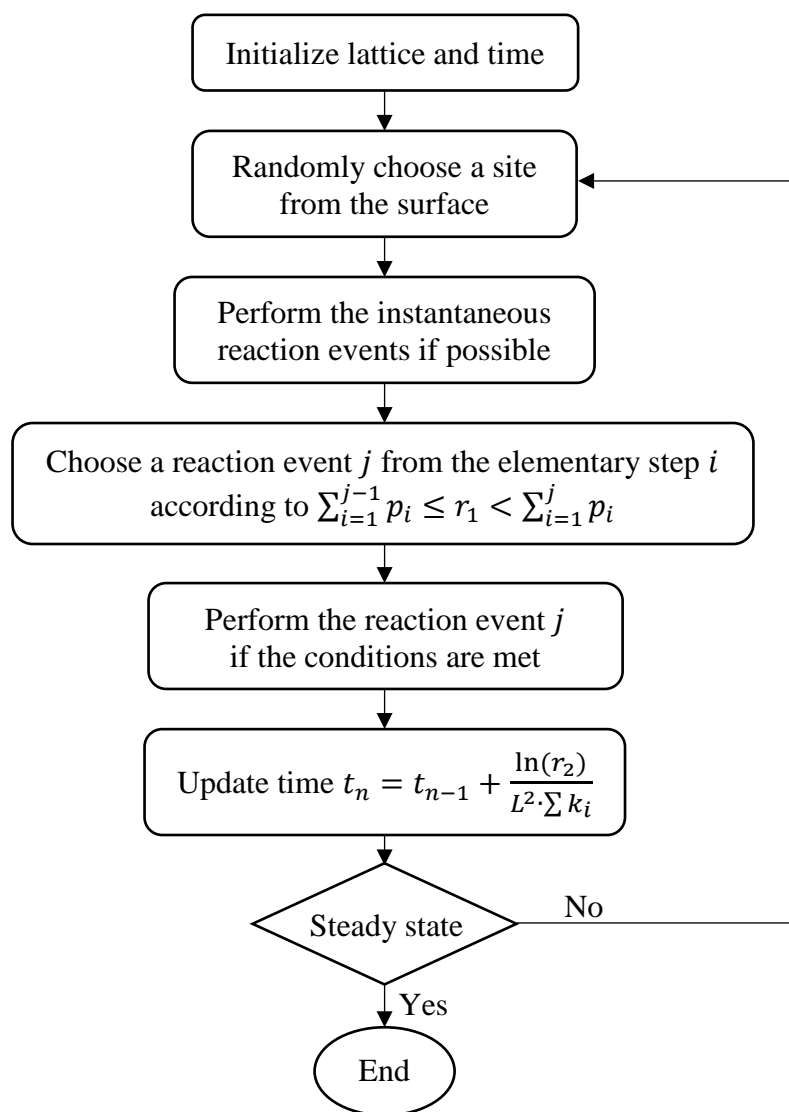 Initialize lattice and time
Randomly choose a site
from the surface
Perform the instantaneous
reaction events if possible
Choose a reaction event 𝑗 from the elementary step 𝑖
according to ∑_{𝑖=1}^{𝑗−1} 𝑝_𝑖 ≤ 𝑟_1 < ∑_{𝑖=1}^{𝑗} 𝑝_𝑖
Perform the reaction event 𝑗
if the conditions are met
Update time 𝑡_𝑛 = 𝑡_{𝑛−1} + ln(𝑟_2)/(𝐿^2·∑ 𝑘_𝑖)
Steady state
No
Yes
End